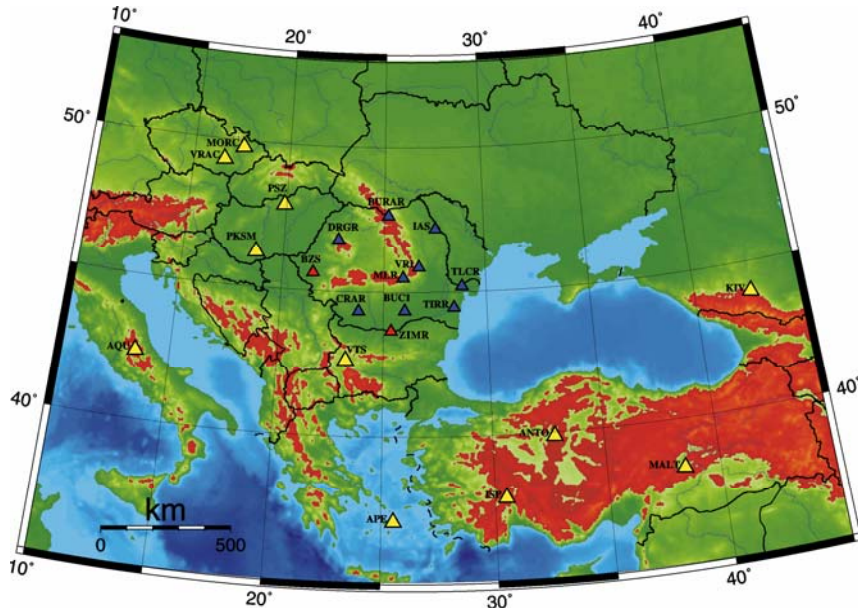 10°
20°
30°
40°
50°
50°
MORC
VRAC
PSZ
BURAR
DRGR
IAS
PKSM
BZS
VRI
MLR
TLCR
KIV
CRAR
BUCI
TIRR
ZIMR
AQU
VTS
40°
40°
ANTO
MALT
ISP
APE
km
0
500
10°
20°
30°
40°